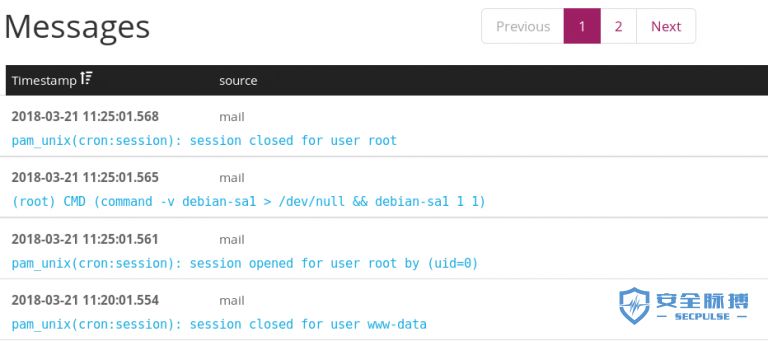 Messages
Previous 1 2 Next
Timestamp source
2018-03-21 11:25:01.568 mail
pam_unix(cron:session): session closed for user root
2018-03-21 11:25:01.565 mail
(root) CMD (command -v debian-sa1 > /dev/null && debian-sa1 1 1)
2018-03-21 11:25:01.561 mail
pam_unix(cron:session): session opened for user root by (uid=0)
2018-03-21 11:20:01.554 mail
pam_unix(cron:session): session closed for user www-data
安全脉搏
SECPULSE